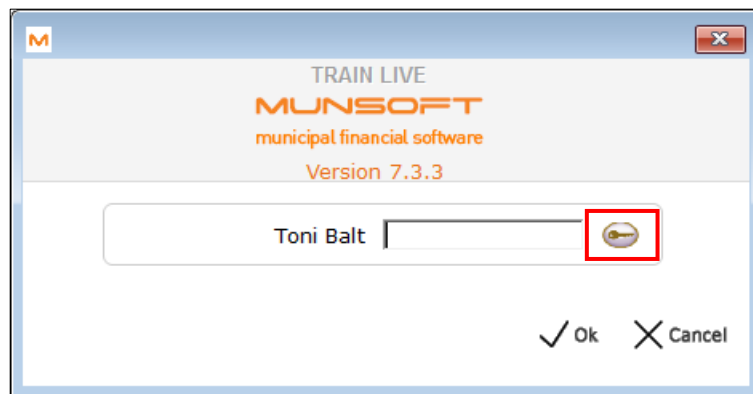 M
TRAIN LIVE
MUNSOFT
municipal financial software
Version 7.3.3
Toni Balt
Ok Cancel